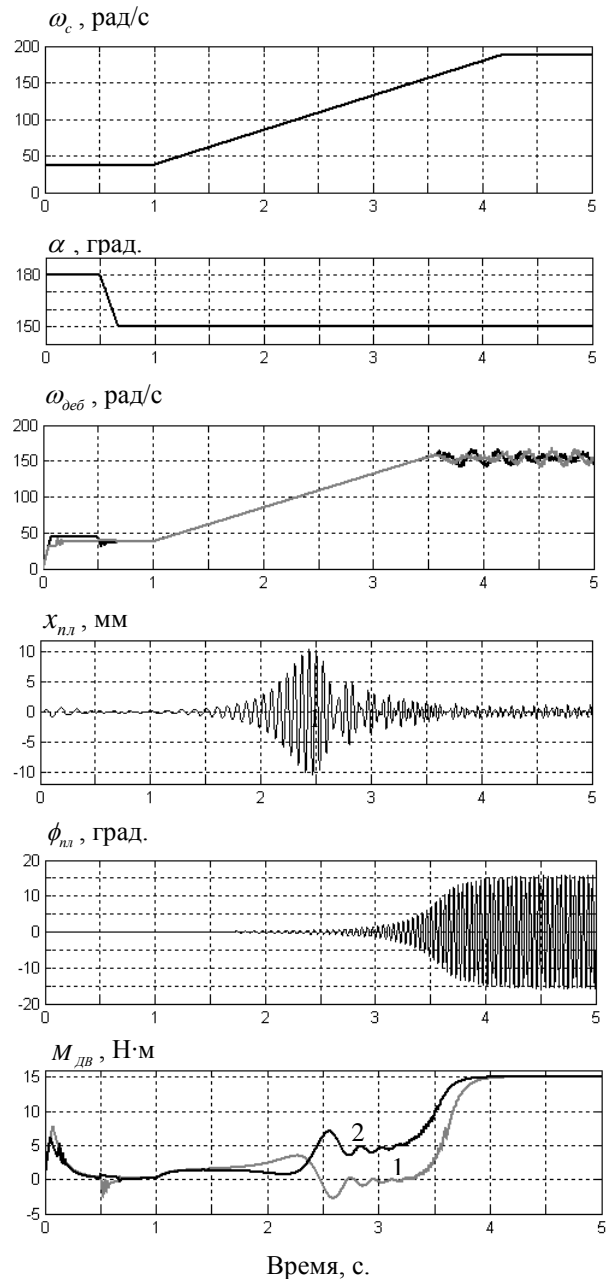 ω_c , рад/с
200
150
100
50
0
0 1 2 3 4 5
α , град.
180
150
0 1 2 3 4 5
ω_деб , рад/с
200
150
100
50
0
0 1 2 3 4 5
x_пл , мм
10
5
0
-5
-10
0 1 2 3 4 5
ϕ_пл , град.
20
10
0
-10
-20
0 1 2 3 4 5
M_ДВ , Н·м
15
10
2
5
1
0
-5
0 1 2 3 4 5
Время, с.